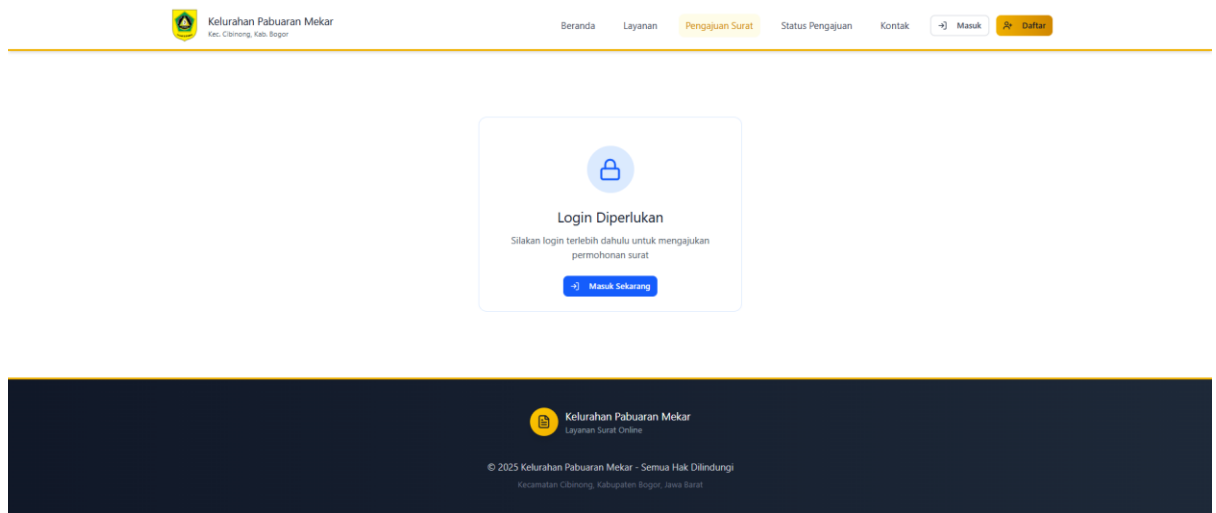 Kelurahan Pabuaran Mekar
Kec. Cibinong, Kab. Bogor
Beranda
Layanan
Pengajuan Surat
Status Pengajuan
Kontak
Masuk
Daftar
Login Diperlukan
Silakan login terlebih dahulu untuk mengajukan
permohonan surat
Masuk Sekarang
Kelurahan Pabuaran Mekar
Layanan Surat Online
© 2025 Kelurahan Pabuaran Mekar - Semua Hak Dilindungi
Kecamatan Cibinong, Kabupaten Bogor, Jawa Barat